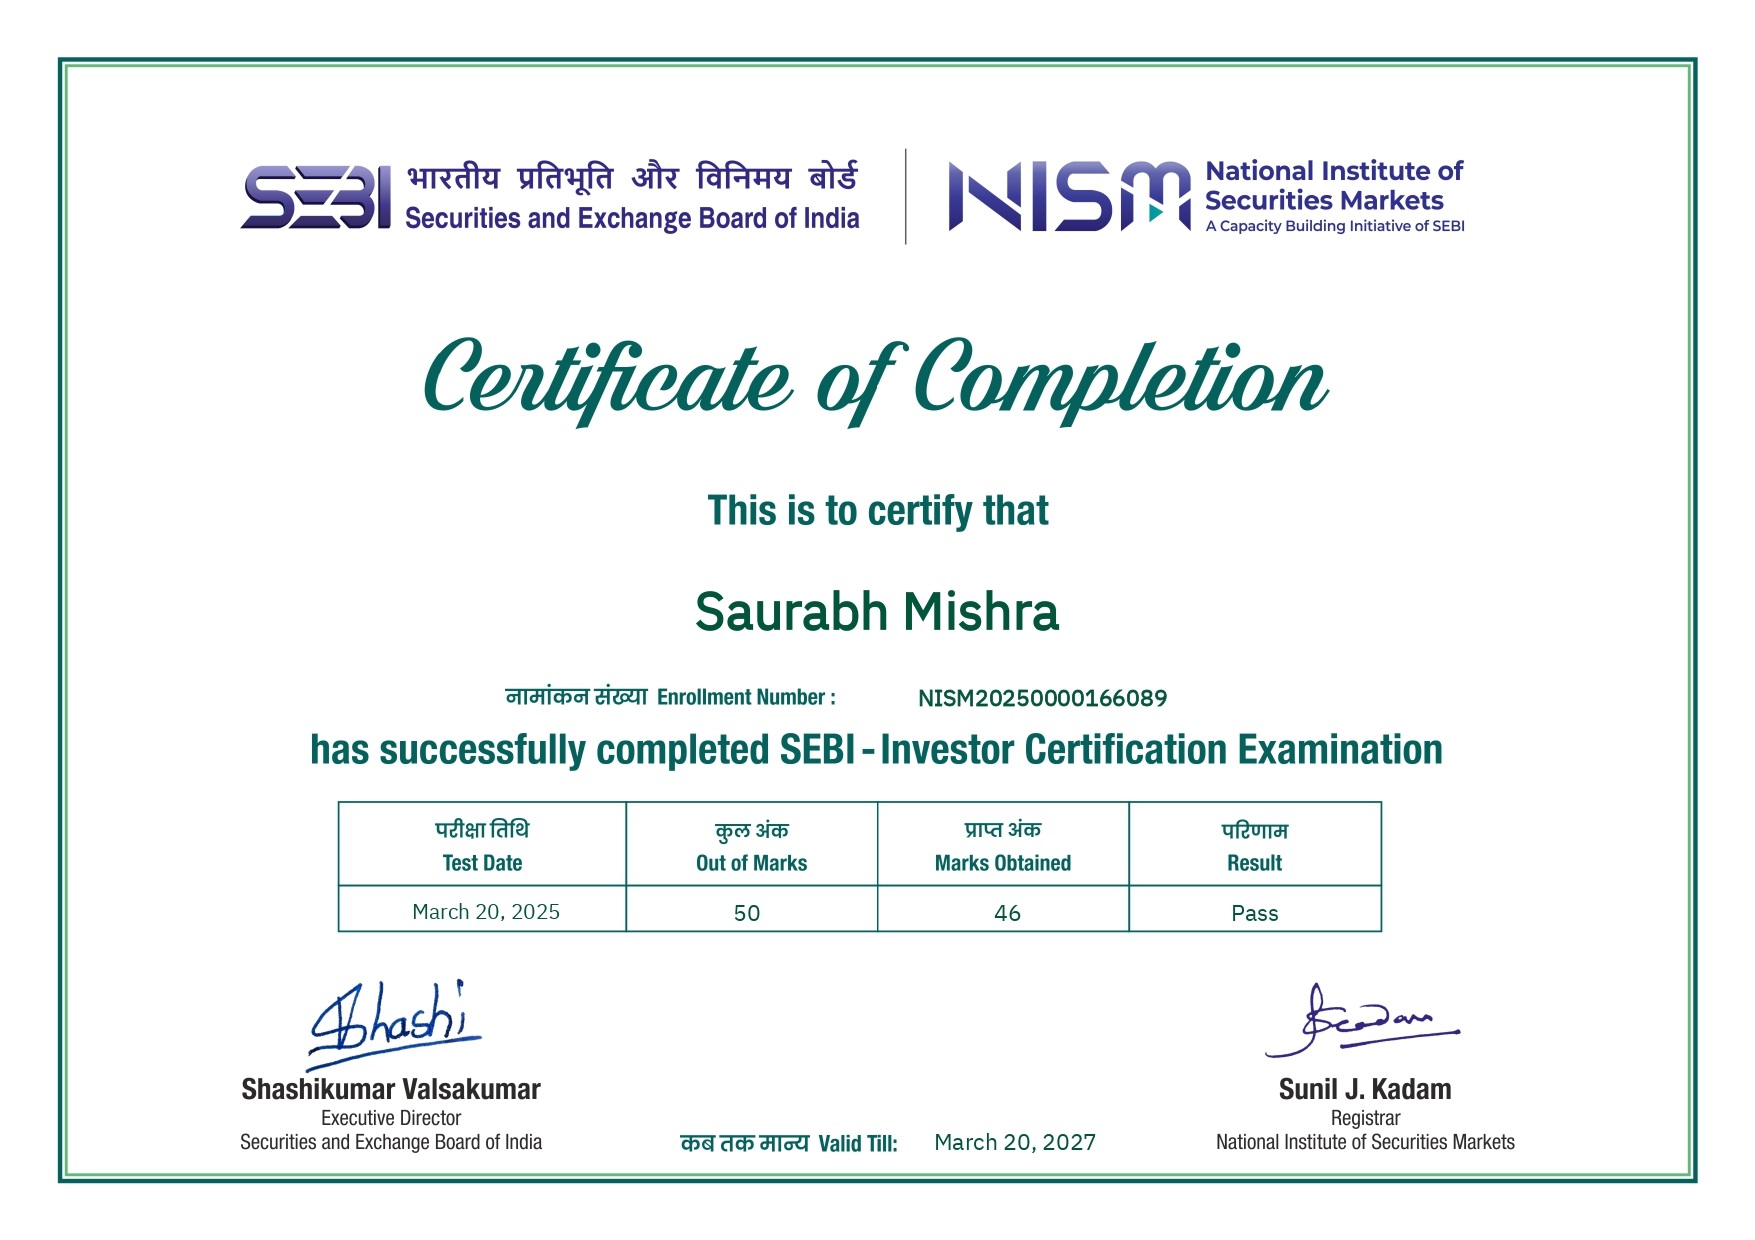 SEBI भारतीय प्रतिभूति और विनिमय बोर्ड
Securities and Exchange Board of India
NISM National Institute of
Securities Markets
A Capacity Building Initiative of SEBI
Certificate of Completion
This is to certify that
Saurabh Mishra
नामांकन संख्या Enrollment Number : NISM20250000166089
has successfully completed SEBI - Investor Certification Examination
परीक्षा तिथि कुल अंक प्राप्त अंक परिणाम
Test Date Out of Marks Marks Obtained Result
March 20, 2025 50 46 Pass
Shashi
Shashikumar Valsakumar
Executive Director
Securities and Exchange Board of India
कब तक मान्य Valid Till: March 20, 2027
SKadam
Sunil J. Kadam
Registrar
National Institute of Securities Markets